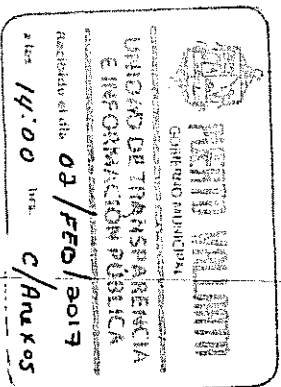 PUERTO VALLARTA
GOBIERNO MUNICIPAL
UNIDAD DE TRANSPARENCIA
E INFORMACIÓN PÚBLICA
Recibido el día 02/FEB/2017
a las 14:00 hrs. C/Anexos